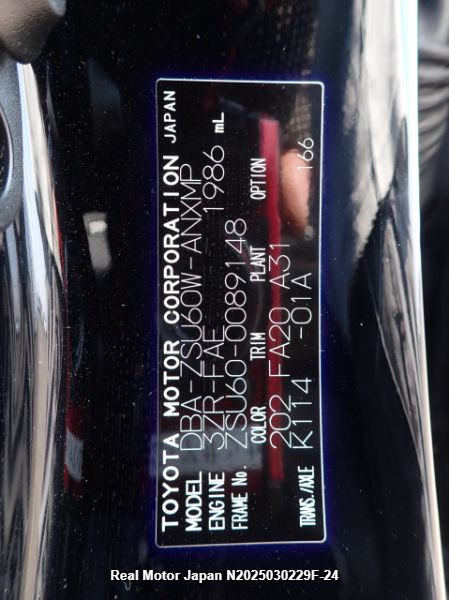 TOYOTA MOTOR CORPORATION JAPAN
MODEL DBA-ZSU60W-ANXMP
ENGINE 3ZR-FAE 1986 mL
FRAME No. ZSU60-0089148
COLOR TRIM PLANT OPTION
202 FA20 A31 166
TRANS./AXLE K114 -01A
Real Motor Japan N2025030229F-24